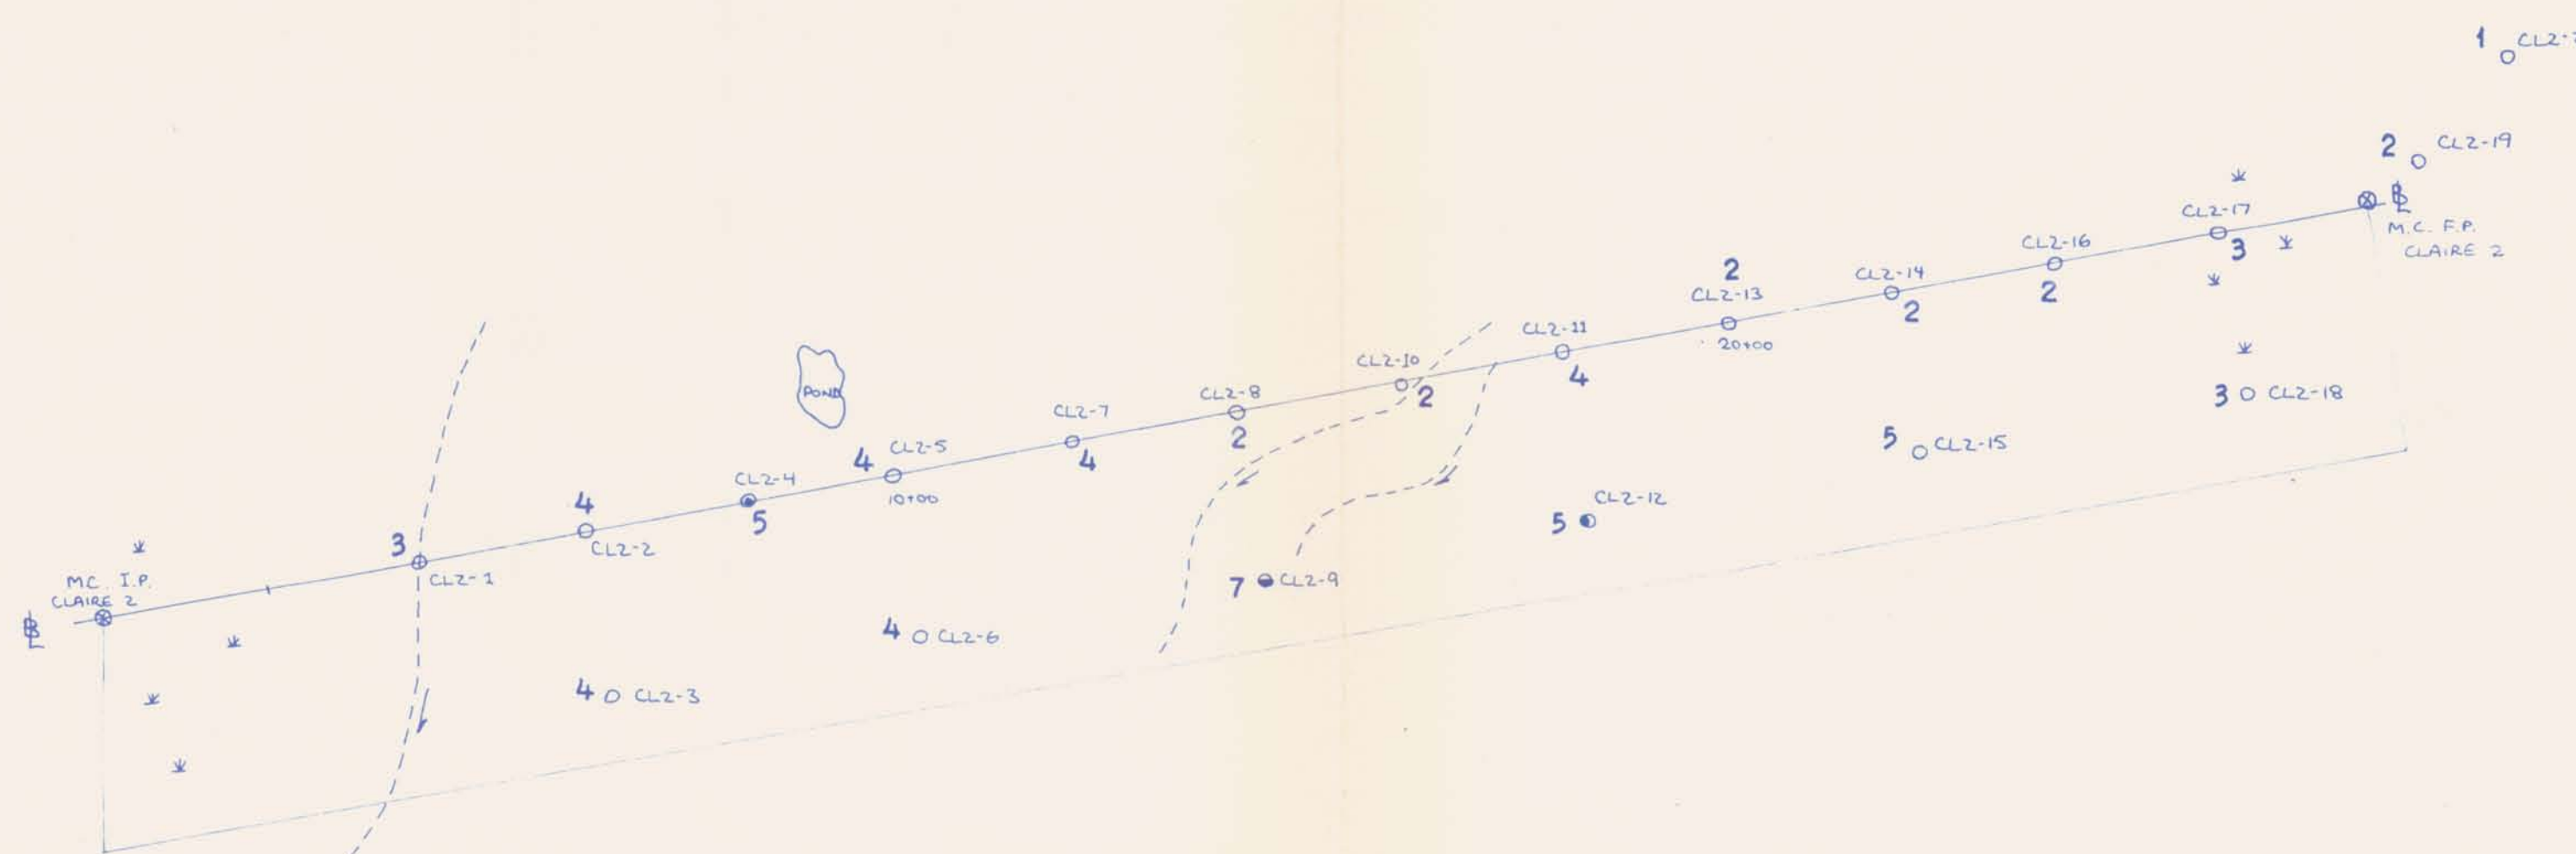 1 CL2-
2 CL2-19
BL
M.C. F.P.
CLAIRE 2
CL2-17
3
CL2-16
2
CL2-14
2
2
CL2-13
20+00
CL2-11
4
CL2-10
2
CL2-8
2
CL2-7
4
4 CL2-5
10+00
CL2-4
5
4
CL2-2
3
CL2-1
POND
M.C. I.P.
CLAIRE 2
BL
3 CL2-18
5 CL2-15
5 CL2-12
7 CL2-9
4 CL2-6
4 CL2-3